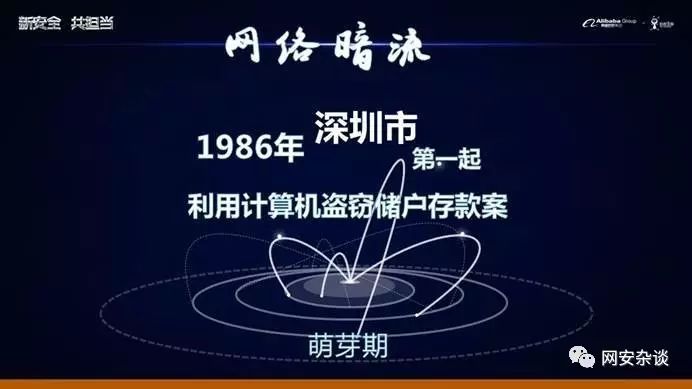 新安全 共担当
Alibaba Group
网络暗流
1986年 深圳市 第一起
利用计算机盗窃储户存款案
萌芽期
网安杂谈